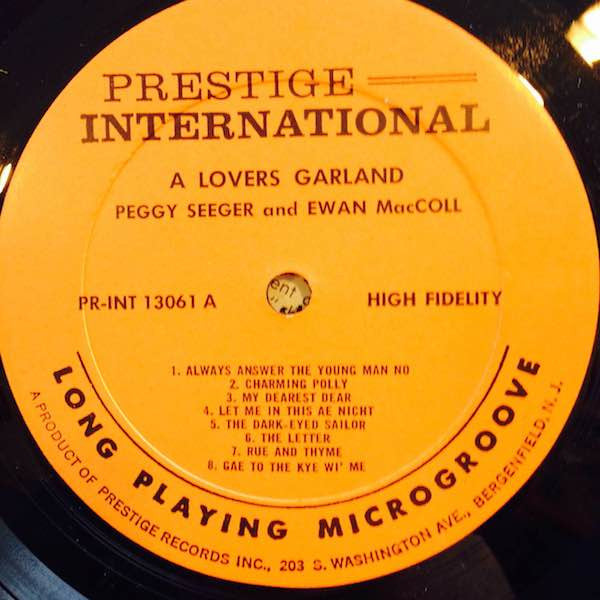 PRESTIGE
INTERNATIONAL
A LOVERS GARLAND
PEGGY SEEGER and EWAN MacCOLL
PR-INT 13061 A
HIGH FIDELITY
1. ALWAYS ANSWER THE YOUNG MAN NO
2. CHARMING POLLY
3. MY DEAREST DEAR
4. LET ME IN THIS AE NICHT
5. THE DARK-EYED SAILOR
6. THE LETTER
7. RUE AND THYME
8. GAE TO THE KYE WI' ME
LONG PLAYING MICROGROOVE
A PRODUCT OF PRESTIGE RECORDS INC., 203 S. WASHINGTON AVE., BERGENFIELD, N. J.